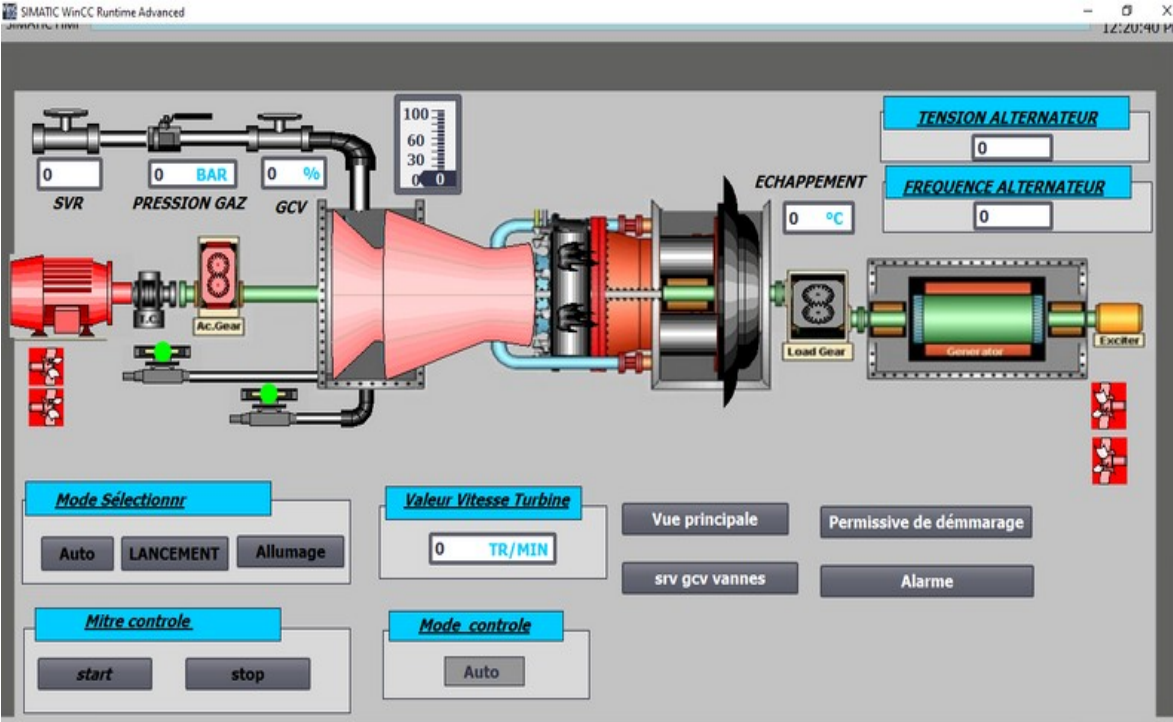 SIMATIC WinCC Runtime Advanced
SIMATIC HMI
12:20:40 P
100
60
30
0 0
TENSION ALTERNATEUR
0
0
0 BAR
0 %
SVR
PRESSION GAZ
GCV
ECHAPPEMENT
0 °C
FREQUENCE ALTERNATEUR
0
T.C.
Ac.Gear
Load Gear
Generator
Exciter
Mode Sélectionnr
Auto
LANCEMENT
Allumage
Valeur Vitesse Turbine
0 TR/MIN
Vue principale
Permissive de démmarage
srv gcv vannes
Alarme
Mitre controle
start
stop
Mode controle
Auto